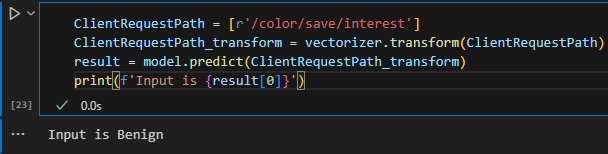 ClientRequestPath = [r'/color/save/interest']
ClientRequestPath_transform = vectorizer.transform(ClientRequestPath)
result = model.predict(ClientRequestPath_transform)
print(f'Input is {result[0]}')
[23] ✓ 0.0s
... Input is Benign